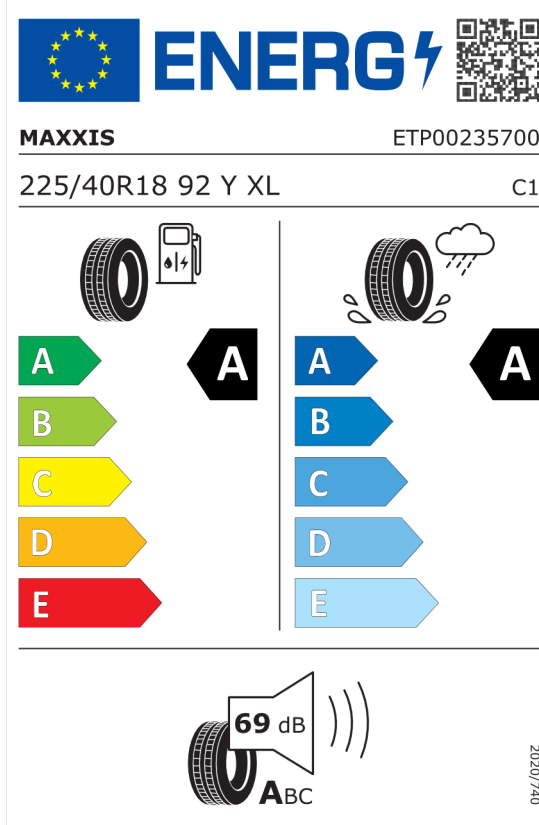 ENERG
MAXXIS ETP00235700
225/40R18 92 Y XL C1
A A A A
B B
C C
D D
E E
69 dB
ABC
2020/740